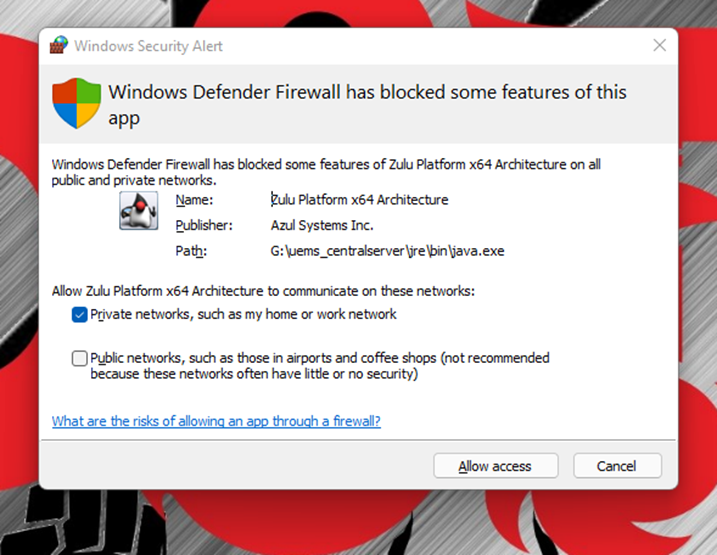 Windows Security Alert
Windows Defender Firewall has blocked some features of this
app
Windows Defender Firewall has blocked some features of Zulu Platform x64 Architecture on all
public and private networks.
Name: Zulu Platform x64 Architecture
Publisher: Azul Systems Inc.
Path: G:\uems_centralserver\jre\bin\java.exe
Allow Zulu Platform x64 Architecture to communicate on these networks:
Private networks, such as my home or work network
Public networks, such as those in airports and coffee shops (not recommended
because these networks often have little or no security)
What are the risks of allowing an app through a firewall?
Allow access Cancel